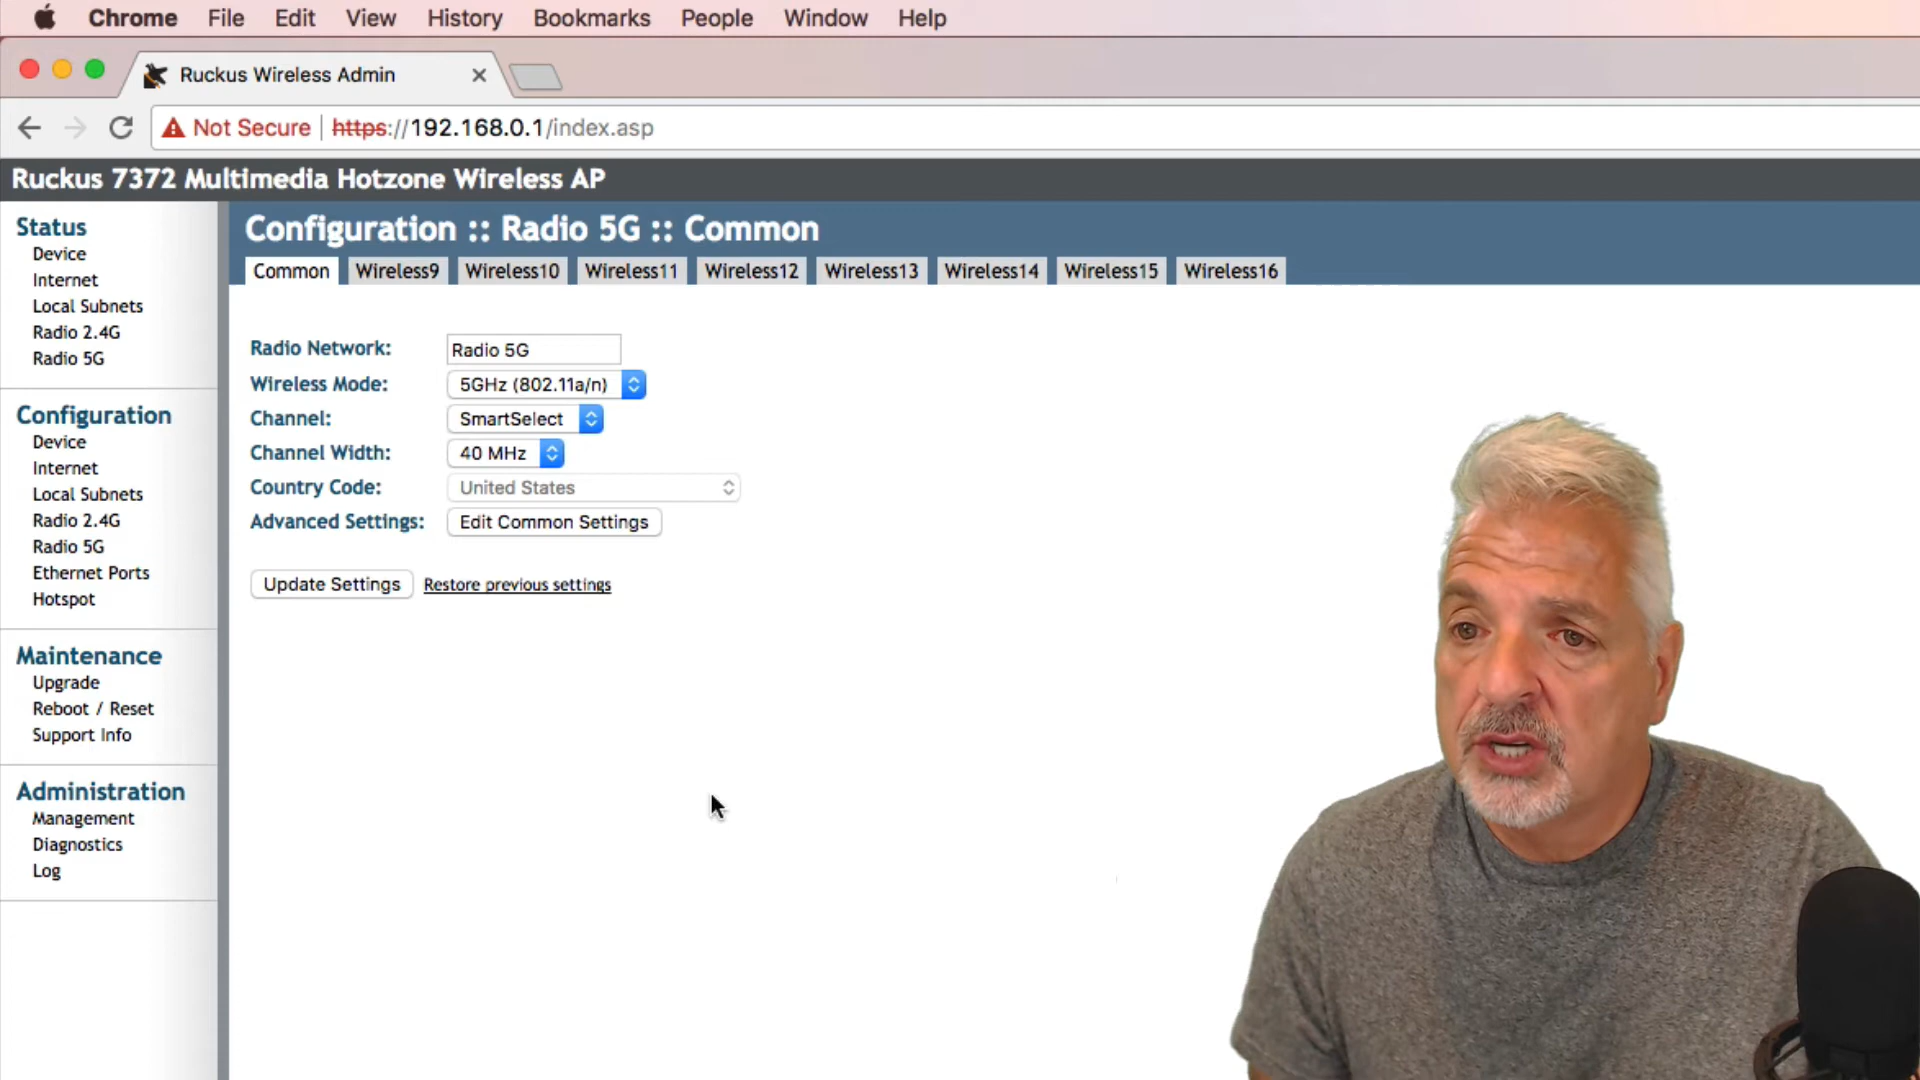 Chrome File Edit View History Bookmarks People Window Help
Ruckus Wireless Admin
Not Secure https://192.168.0.1/index.asp
Ruckus 7372 Multimedia Hotzone Wireless AP
Status
Device
Internet
Local Subnets
Radio 2.4G
Radio 5G
Configuration
Device
Internet
Local Subnets
Radio 2.4G
Radio 5G
Ethernet Ports
Hotspot
Maintenance
Upgrade
Reboot / Reset
Support Info
Administration
Management
Diagnostics
Log
Configuration :: Radio 5G :: Common
Common Wireless9 Wireless10 Wireless11 Wireless12 Wireless13 Wireless14 Wireless15 Wireless16
Radio Network: Radio 5G
Wireless Mode: 5GHz (802.11a/n)
Channel: SmartSelect
Channel Width: 40 MHz
Country Code: United States
Advanced Settings: Edit Common Settings
Update Settings Restore previous settings